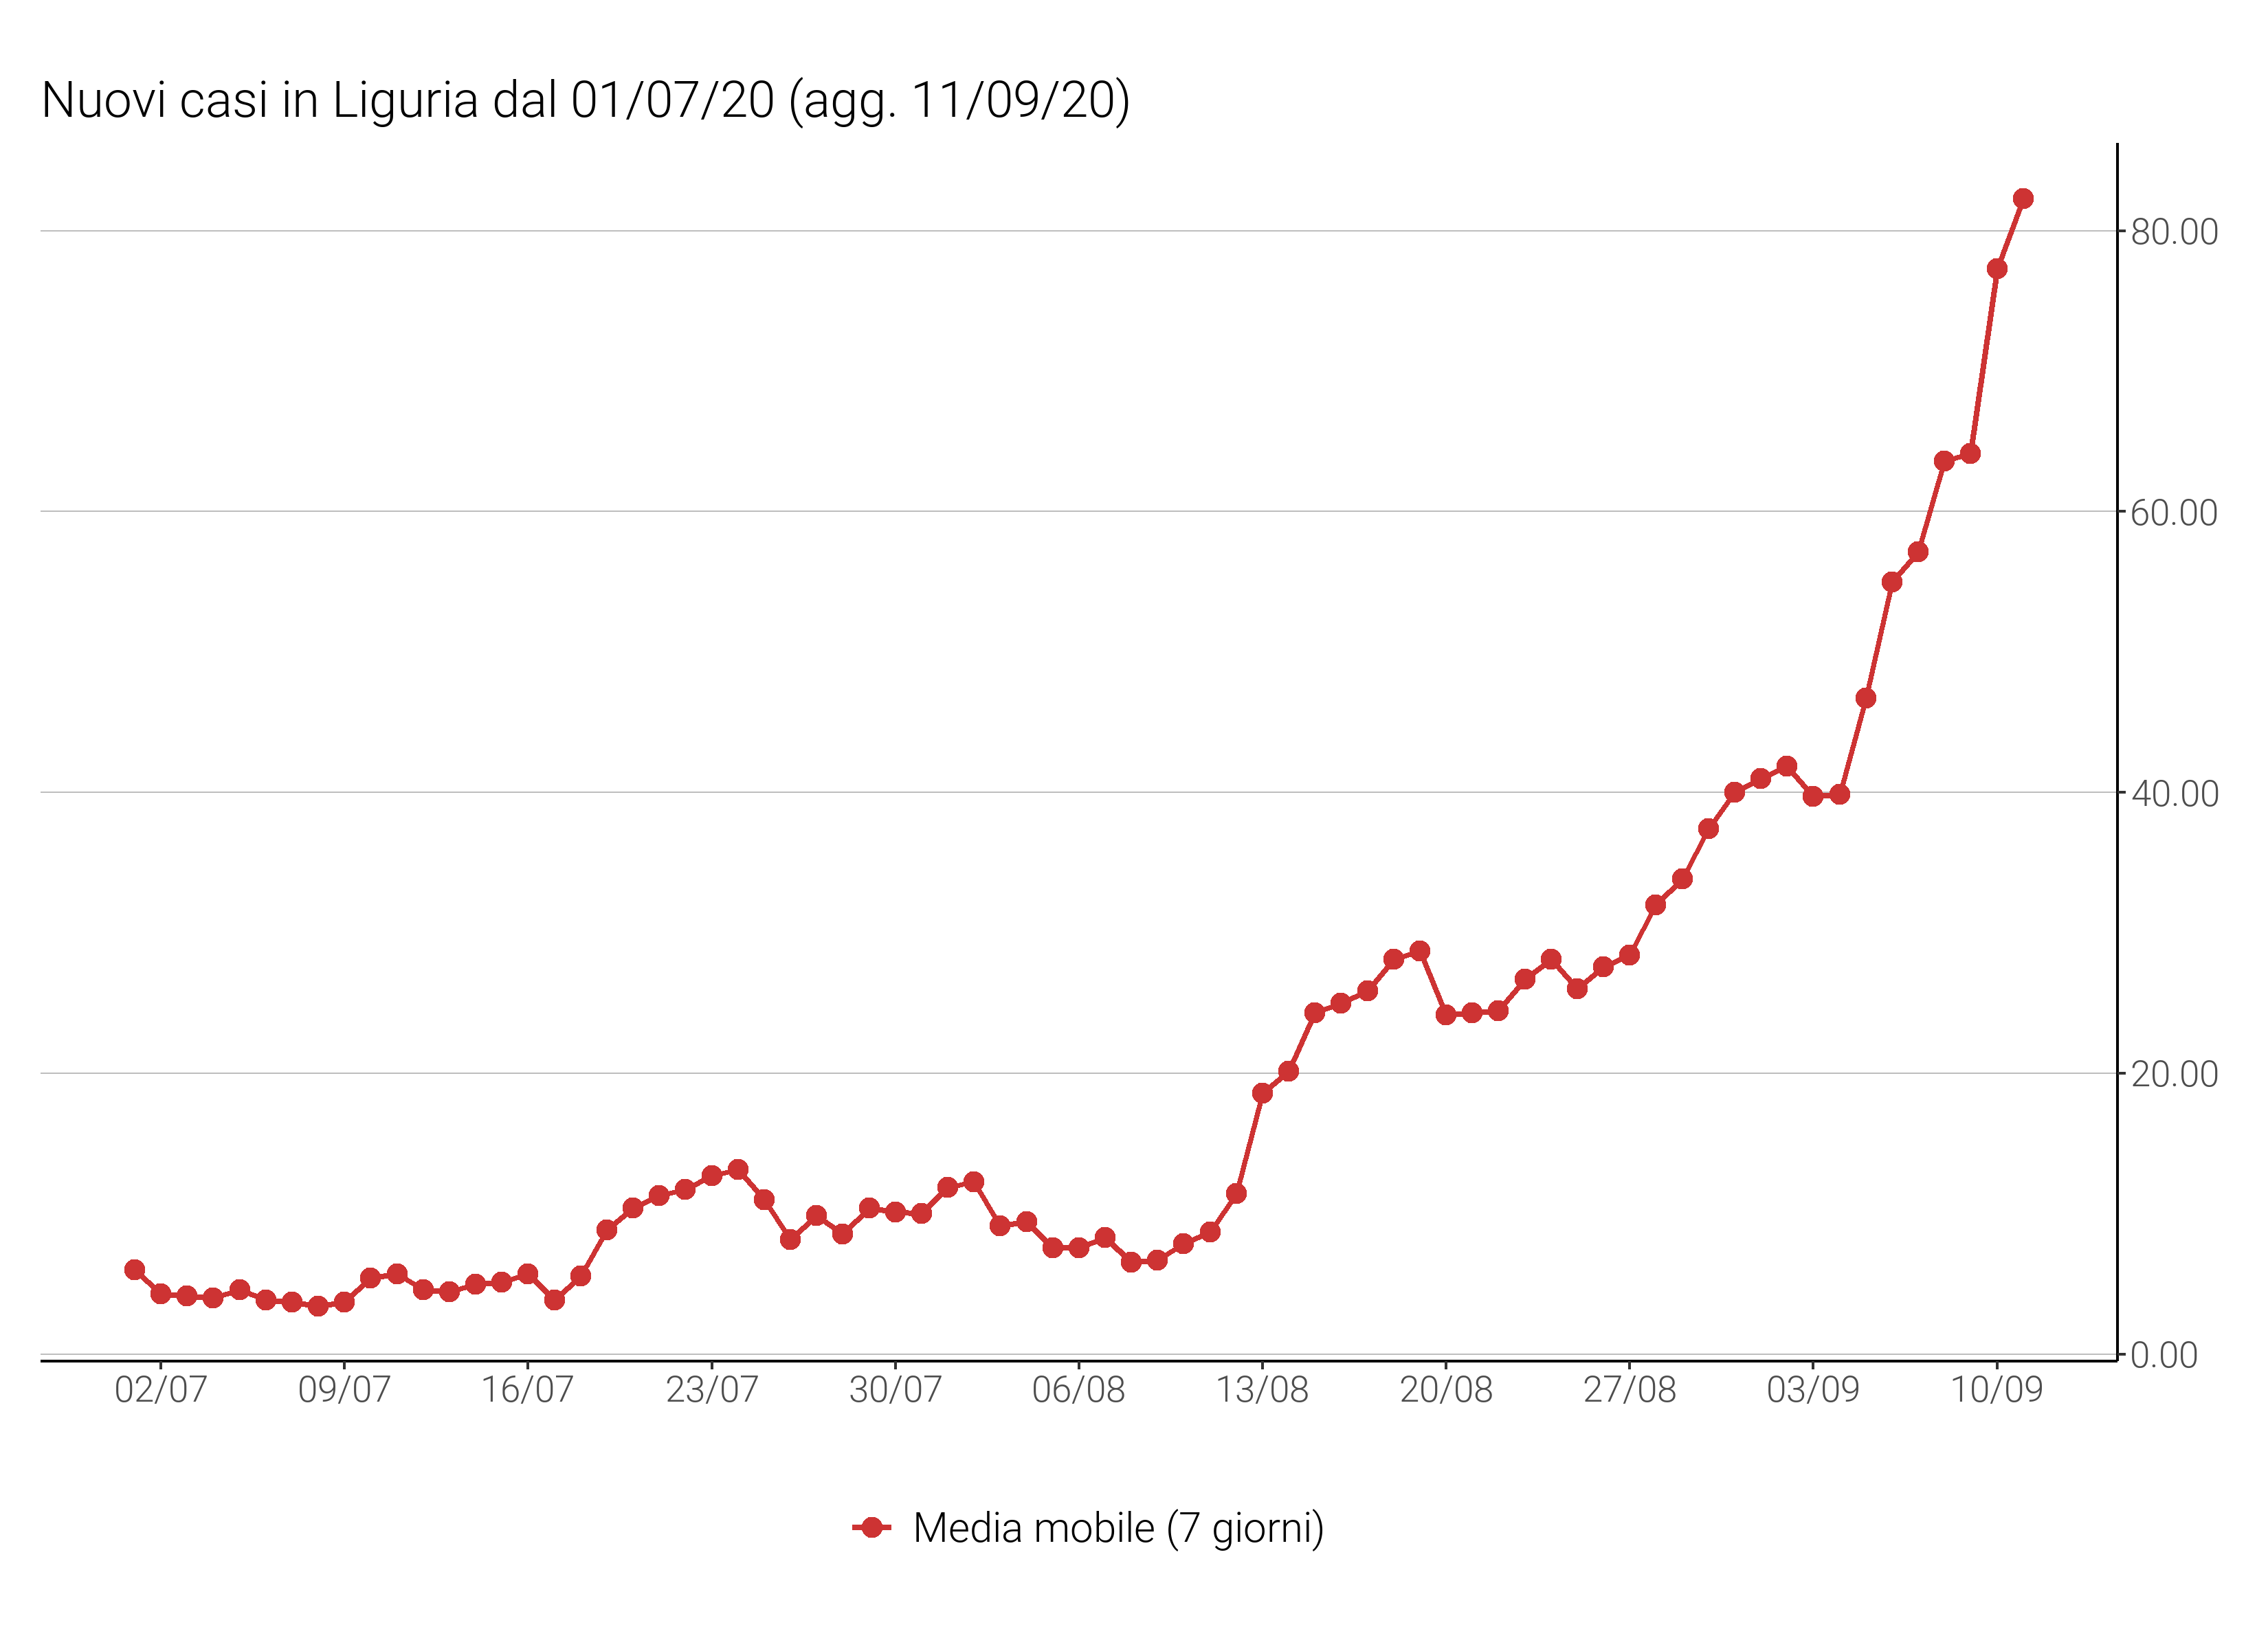 Nuovi casi in Liguria dal 01/07/20 (agg. 11/09/20)
80.00
60.00
40.00
20.00
0.00
02/07 09/07 16/07 23/07 30/07 06/08 13/08 20/08 27/08 03/09 10/09
Media mobile (7 giorni)